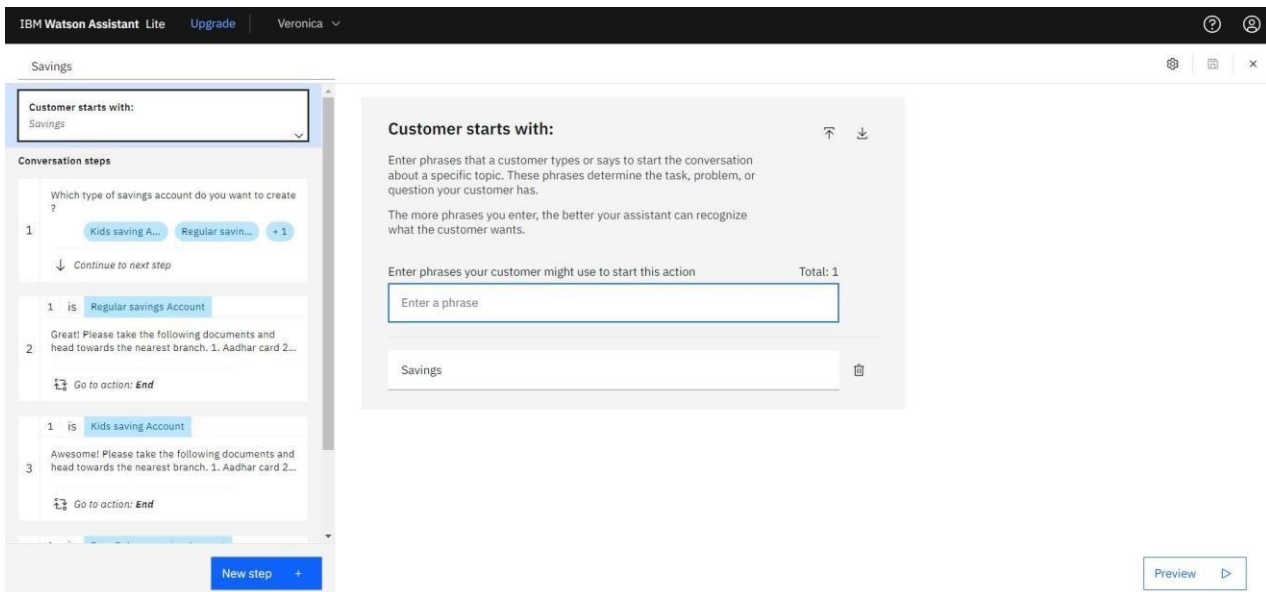 IBM Watson Assistant Lite Upgrade Veronica
Savings
Customer starts with:
Savings
Conversation steps
1
Which type of savings account do you want to create
?
Kids saving A... Regular savin... + 1
Continue to next step
2
1 is Regular savings Account
Great! Please take the following documents and
head towards the nearest branch. 1. Aadhar card 2...
Go to action: End
3
1 is Kids saving Account
Awesome! Please take the following documents and
head towards the nearest branch. 1. Aadhar card 2...
Go to action: End
New step +
Customer starts with:
Enter phrases that a customer types or says to start the conversation
about a specific topic. These phrases determine the task, problem, or
question your customer has.
The more phrases you enter, the better your assistant can recognize
what the customer wants.
Enter phrases your customer might use to start this action Total: 1
Enter a phrase
Savings
Preview